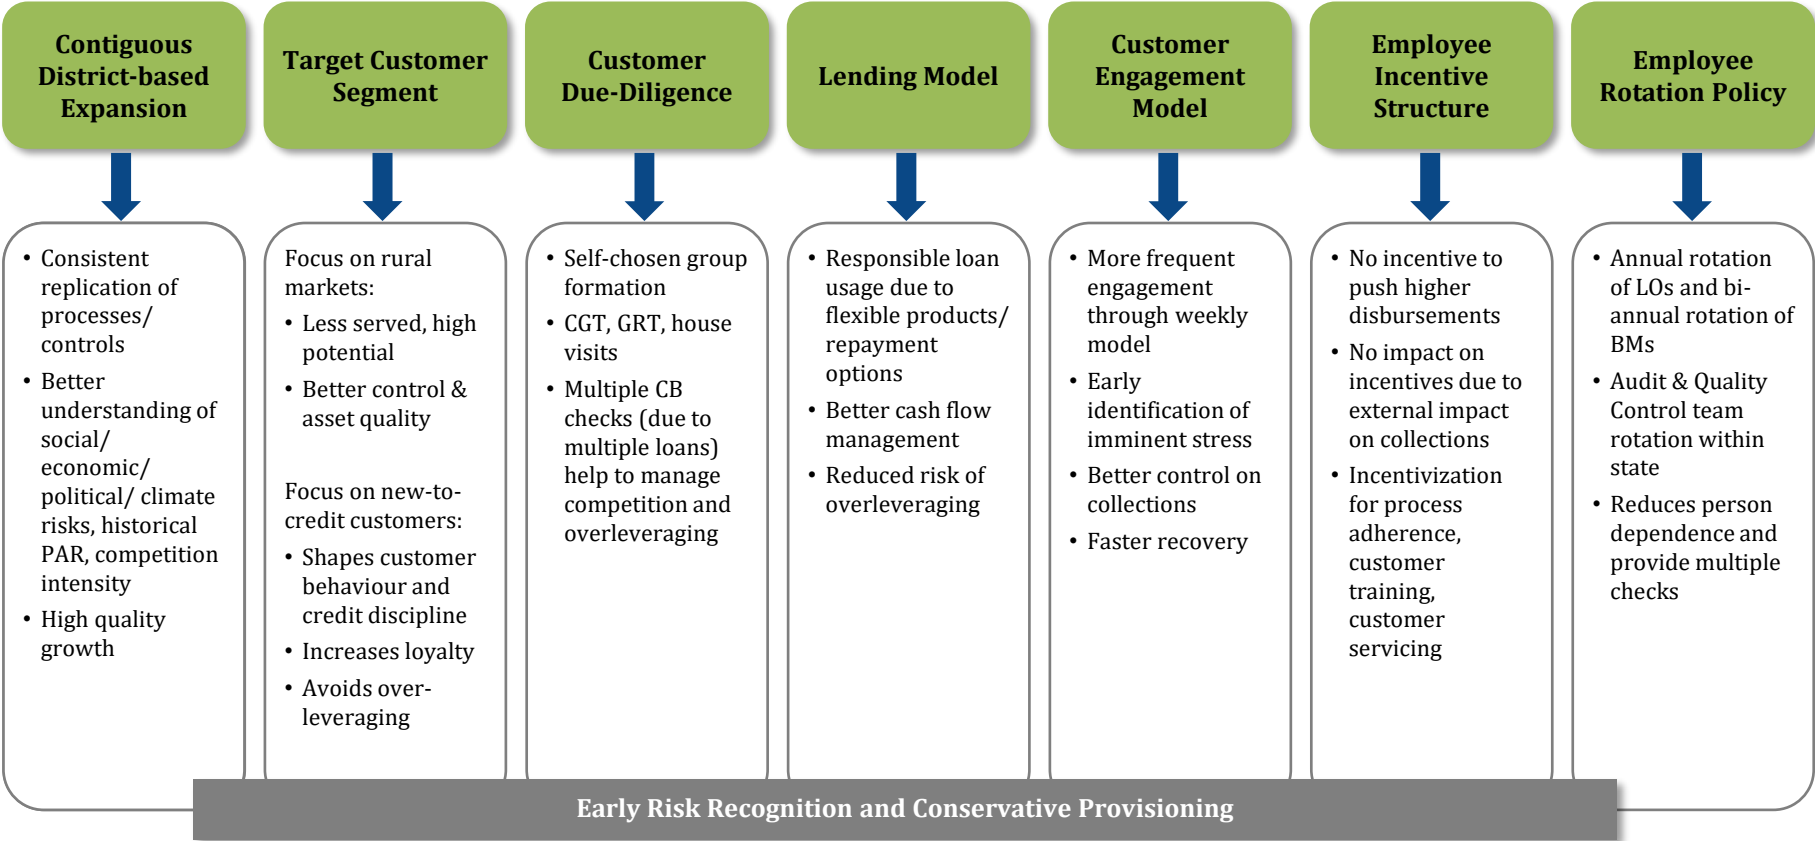 Contiguous
District-based
Expansion
Target Customer
Segment
Customer
Due-Diligence
Lending Model
Customer
Engagement
Model
Employee
Incentive
Structure
Employee
Rotation Policy
• Consistent
replication of
processes/
controls
• Better
understanding of
social/
economic/
political/ climate
risks, historical
PAR, competition
intensity
• High quality
growth
Focus on rural
markets:
• Less served, high
potential
• Better control &
asset quality
Focus on new-to-
credit customers:
• Shapes customer
behaviour and
credit discipline
• Increases loyalty
• Avoids over-
leveraging
• Self-chosen group
formation
• CGT, GRT, house
visits
• Multiple CB
checks (due to
multiple loans)
help to manage
competition and
overleveraging
• Responsible loan
usage due to
flexible products/
repayment
options
• Better cash flow
management
• Reduced risk of
overleveraging
• More frequent
engagement
through weekly
model
• Early
identification of
imminent stress
• Better control on
collections
• Faster recovery
• No incentive to
push higher
disbursements
• No impact on
incentives due to
external impact
on collections
• Incentivization
for process
adherence,
customer
training,
customer
servicing
• Annual rotation
of LOs and bi-
annual rotation of
BMs
• Audit & Quality
Control team
rotation within
state
• Reduces person
dependence and
provide multiple
checks
Early Risk Recognition and Conservative Provisioning